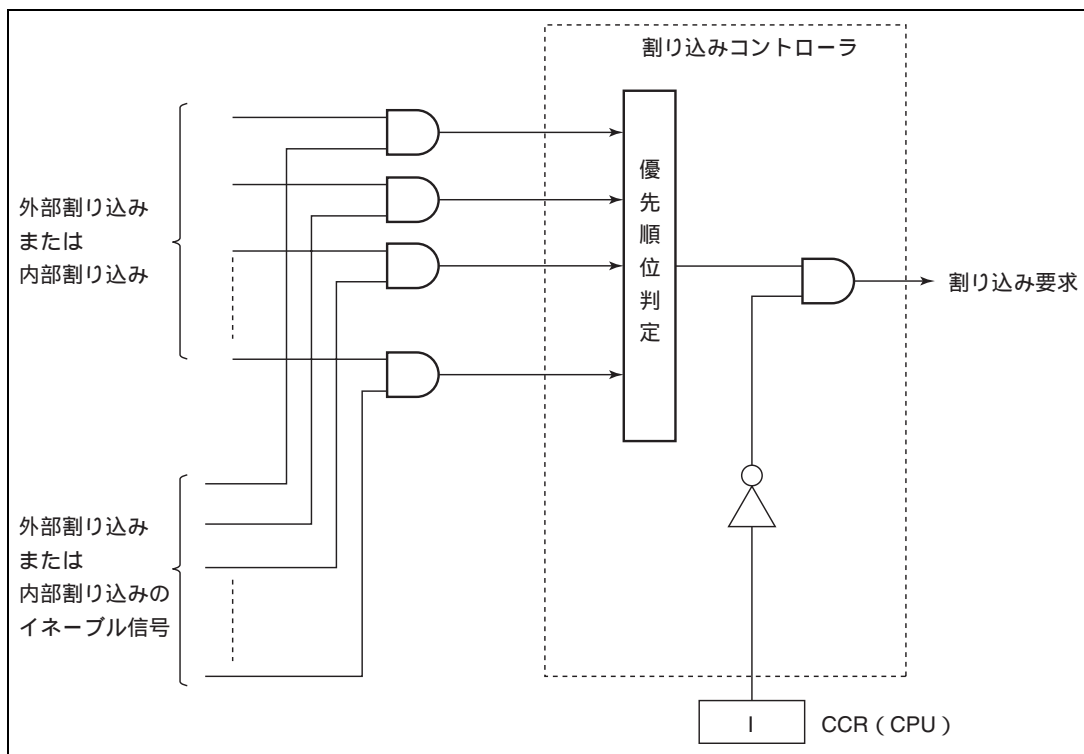 割り込みコントローラ
外部割り込み
または
内部割り込み
優
先
順
位
判
定
割り込み要求
外部割り込み
または
内部割り込みの
イネーブル信号
I
CCR（CPU）